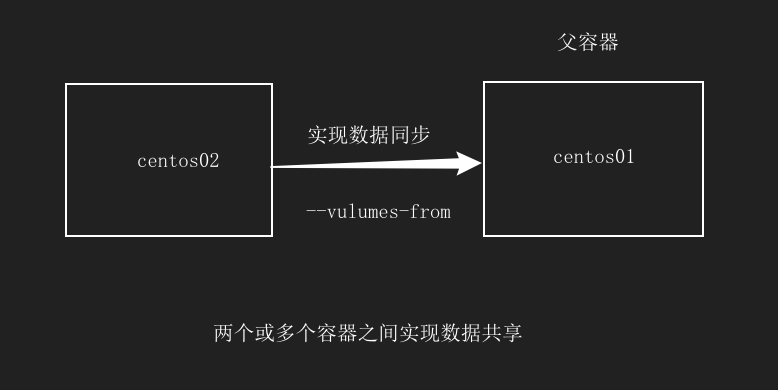 父容器
实现数据同步
centos02
centos01
--vulumes-from
两个或多个容器之间实现数据共享